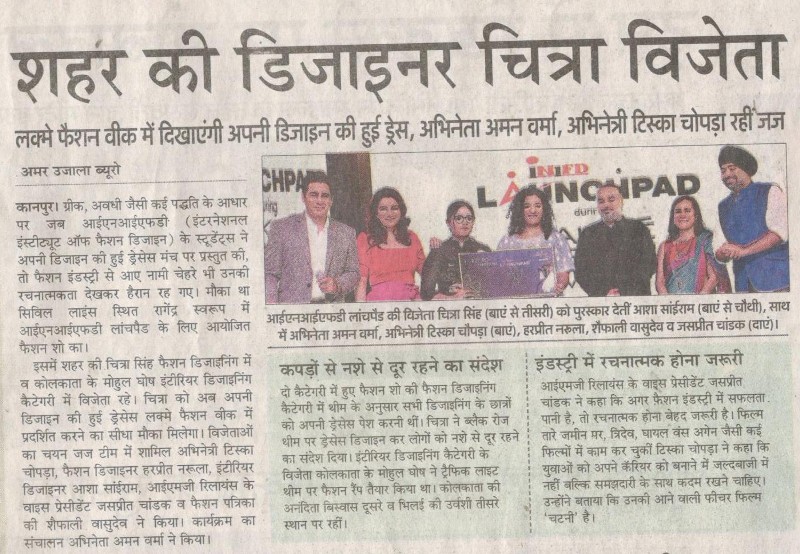 शहर की डिजाइनर चित्रा विजेता
लक्मे फैशन वीक में दिखाएंगी अपनी डिजाइन की हुई ड्रेस, अभिनेता अमन वर्मा, अभिनेत्री टिस्का चोपड़ा रहीं जज
अमर उजाला ब्यूरो
कानपुर। ग्रीक, अवधी जैसी कई पद्धति के आधार
पर जब आईएनआईएफडी (इंटरनेशनल
इंस्टीट्यूट ऑफ फैशन डिजाइन) के स्टूडेंट्स ने
अपनी डिजाइन की हुई ड्रेसेस मंच पर प्रस्तुत की,
तो फैशन इंडस्ट्री से आए नामी चेहरे भी उनकी
रचनात्मकता देखकर हैरान रह गए। मौका था
सिविल लाइंस स्थित रागेंद्र स्वरूप में
आईएनआईएफडी लांचपैड के लिए आयोजित
फैशन शो का।
इसमें शहर की चित्रा सिंह फैशन डिजाइनिंग में
व कोलकाता के मोहुल घोष इंटीरियर डिजाइनिंग
कैटेगरी में विजेता रहे। चित्रा को अब अपनी
डिजाइन की हुई ड्रेसेस लक्मे फैशन वीक में
प्रदर्शित करने का सीधा मौका मिलेगा। विजेताओं
का चयन जज टीम में शामिल अभिनेत्री टिस्का
चोपड़ा, फैशन डिजाइनर हरप्रीत नरूला, इंटीरियर
डिजाइनर आशा साईराम, आईएमजी रिलायंस के
वाइस प्रेसीडेंट जसप्रीत चांडक व फैशन पत्रिका
की शैफाली वासुदेव ने किया। कार्यक्रम का
संचालन अभिनेता अमन वर्मा ने किया।
CHPA
INIFD
LAUNCHPAD
आईएनआईएफडी लांचपैड की विजेता चित्रा सिंह (बाएं से तीसरी) को पुरस्कार देतीं आशा सांईराम (बाएं से चौथी), साथ
में अभिनेता अमन वर्मा, अभिनेत्री टिस्का चौपड़ा (बाएं), हरप्रीत नरूला, शैफाली वासुदेव व जसप्रीत चांडक (दाएं)।
कपड़ों से नशे से दूर रहने का संदेश
दो कैटेगरी में हुए फैशन शो की फैशन डिजाइनिंग
कैटेगरी में थीम के अनुसार सभी डिजाइनिंग के छात्रों
को अपनी ड्रेसेस पेश करनी थीं। चित्रा ने ब्लैक रोज
थीम पर ड्रेसेस डिजाइन कर लोगों को नशे से दूर रहने
का संदेश दिया। इंटीरियर डिजाइनिंग कैटेगरी के
विजेता कोलकाता के मोहुल घोष ने ट्रैफिक लाइट
थीम पर फैशन रैंप तैयार किया था। कोलकाता की
अनंदिता बिस्वास दूसरे व भिलई की उर्वशी तीसरे
स्थान पर रहीं।
इंडस्ट्री में रचनात्मक होना जरूरी
आईएमजी रिलायंस के वाइस प्रेसीडेंट जसप्रीत
चांडक ने कहा कि अगर फैशन इंडस्ट्री में सफलता
पानी है, तो रचनात्मक होना बेहद जरूरी है। फिल्म
तारे जमीन मर, त्रिदेव, घायल वंस अगेन जैसी कई
फिल्मों में काम कर चुकीं टिस्का चोपड़ा ने कहा कि
युवाओं को अपने कॅरियर को बनाने में जल्दबाजी में
नहीं बल्कि समझदारी के साथ कदम रखने चाहिए।
उन्होंने बताया कि उनकी आने वाली फीचर फिल्म
'चटनी' है।